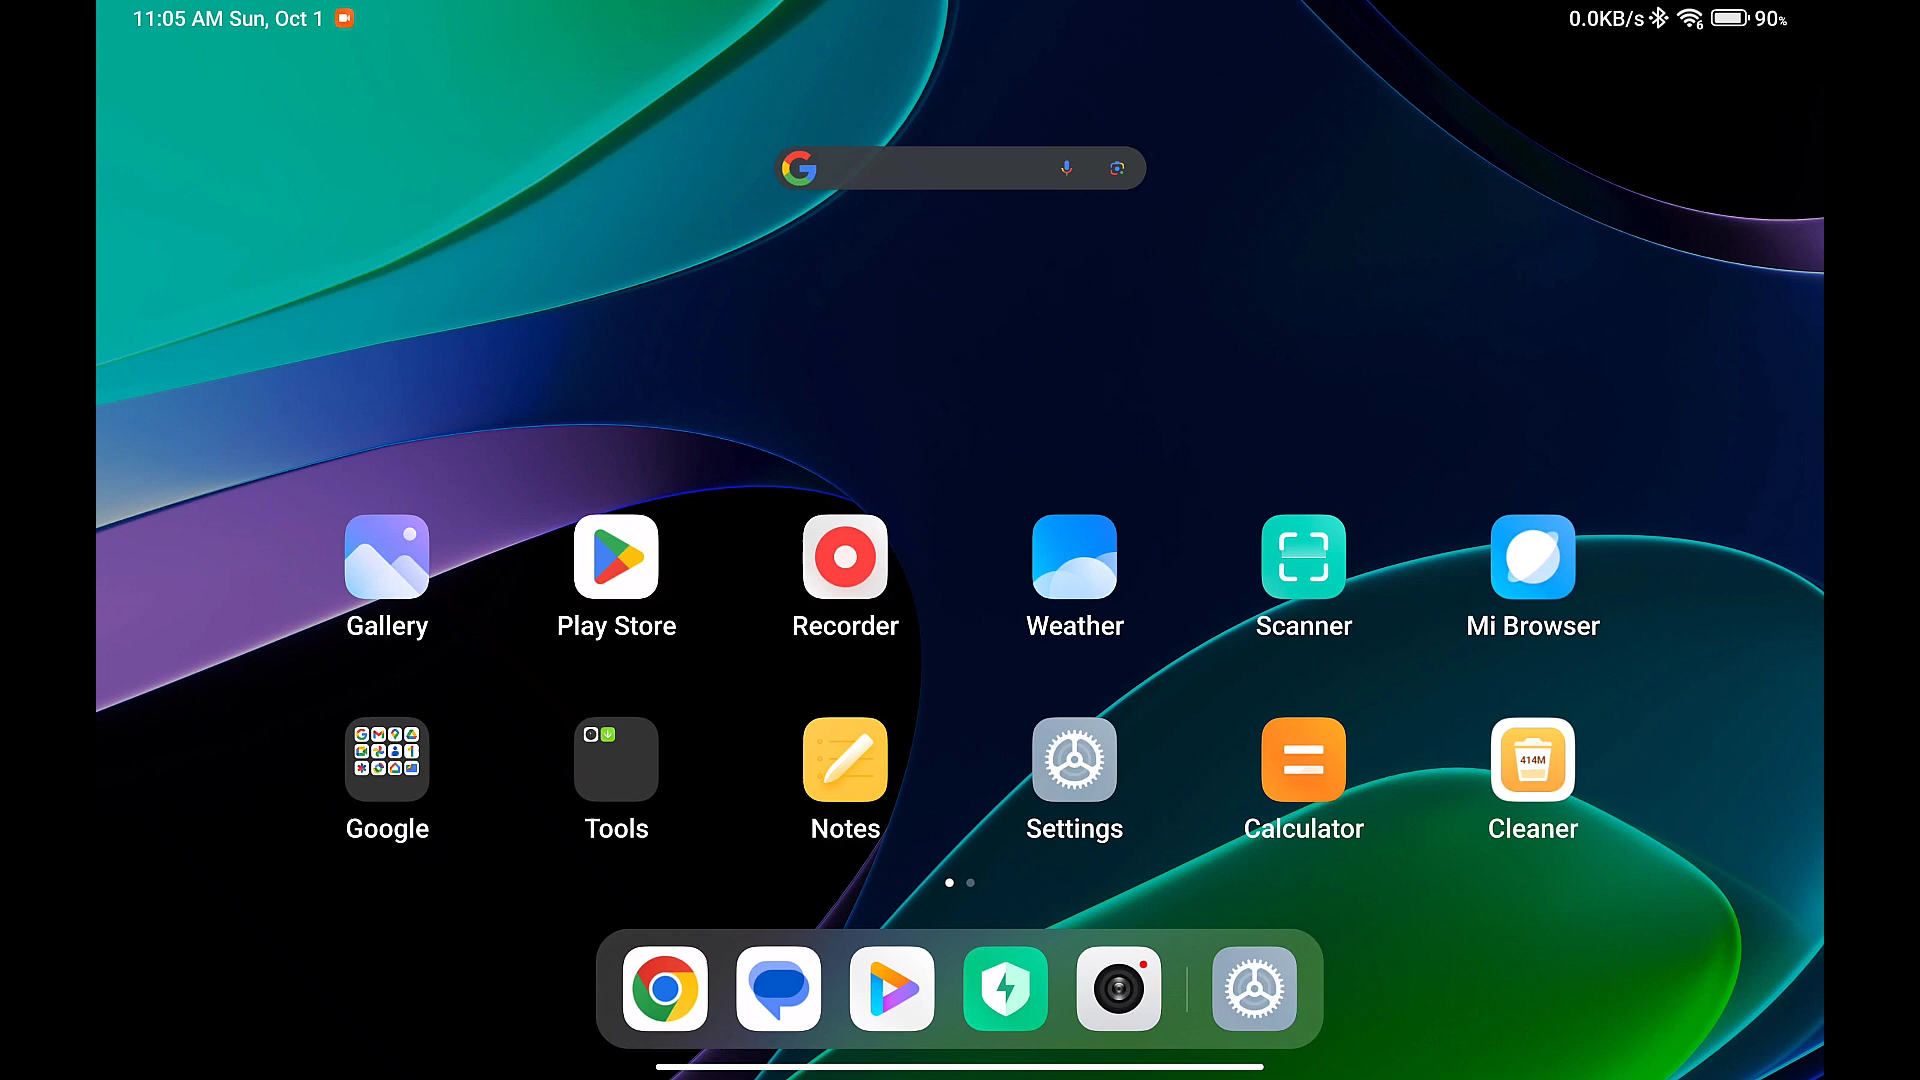 11:05 AM Sun, Oct 1
0.0KB/s 6 90%
Gallery
Play Store
Recorder
Weather
Scanner
Mi Browser
414M
Google
Tools
Notes
Settings
Calculator
Cleaner